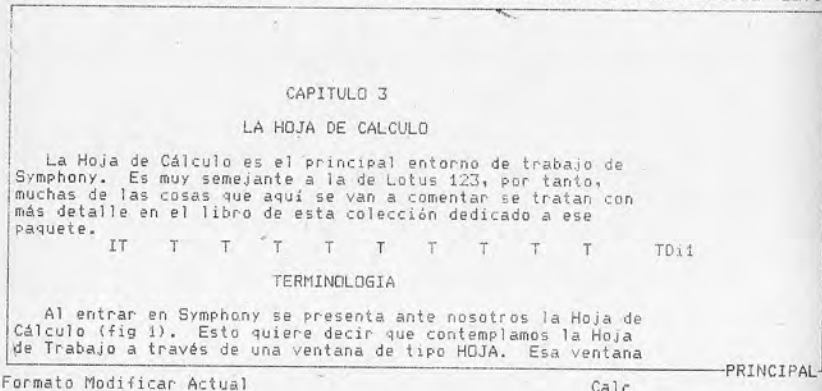 CAPITULO 3
LA HOJA DE CALCULO
La Hoja de Cálculo es el principal entorno de trabajo de
Symphony. Es muy semejante a la de Lotus 123, por tanto,
muchas de las cosas que aquí se van a comentar se tratan con
más detalle en el libro de esta colección dedicado a ese
paquete.
IT T T T T T T T T T TDi1
TERMINOLOGIA
Al entrar en Symphony se presenta ante nosotros la Hoja de
Cálculo (fig 1). Esto quiere decir que contemplamos la Hoja
de Trabajo a través de una ventana de tipo HOJA. Esa ventana
PRINCIPAL
Formato Modificar Actual Calc